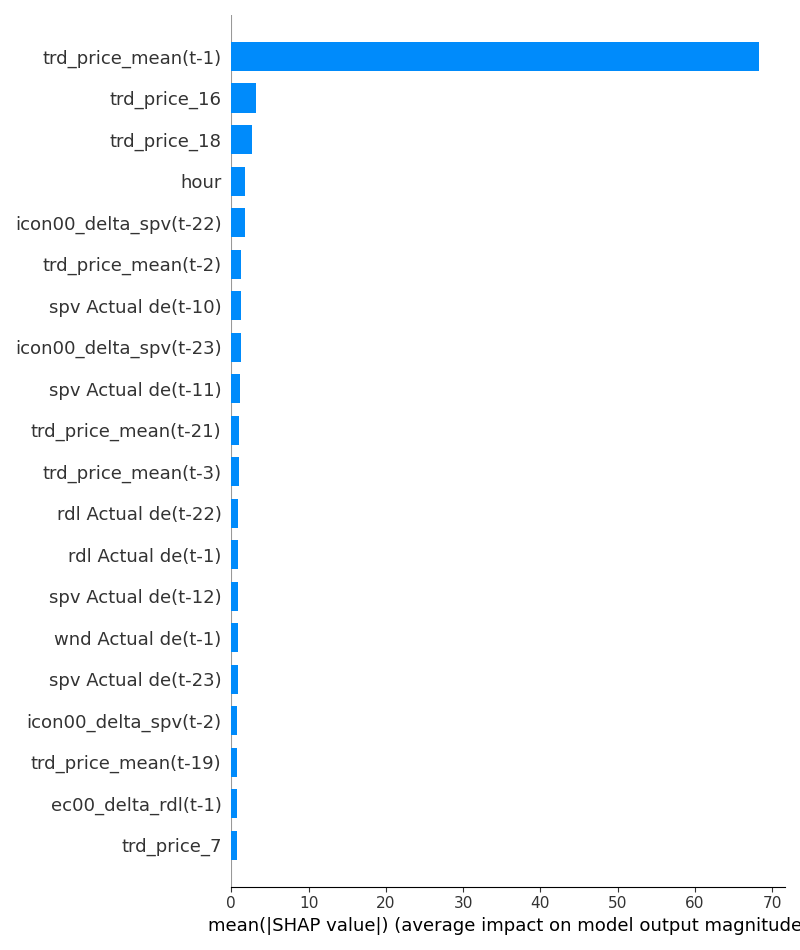 trd_price_mean(t-1)
trd_price_16
trd_price_18
hour
icon00_delta_spv(t-22)
trd_price_mean(t-2)
spv Actual de(t-10)
icon00_delta_spv(t-23)
spv Actual de(t-11)
trd_price_mean(t-21)
trd_price_mean(t-3)
rdl Actual de(t-22)
rdl Actual de(t-1)
spv Actual de(t-12)
wnd Actual de(t-1)
spv Actual de(t-23)
icon00_delta_spv(t-2)
trd_price_mean(t-19)
ec00_delta_rdl(t-1)
trd_price_7
0 10 20 30 40 50 60 70
mean(|SHAP value|) (average impact on model output magnitude